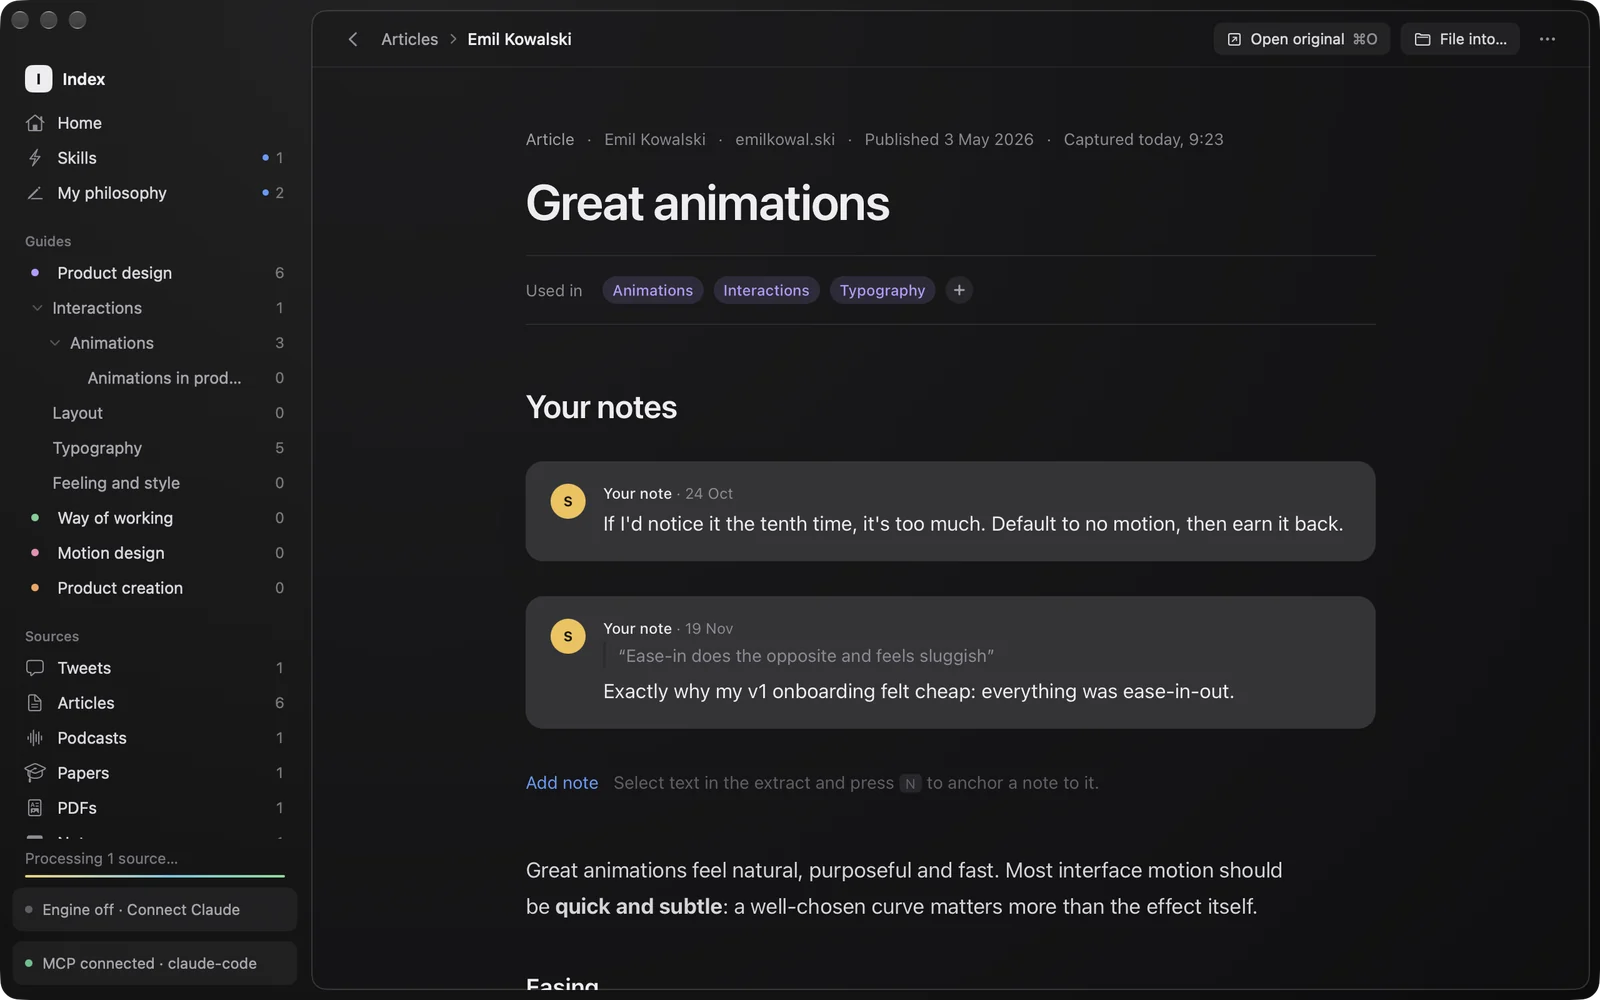 I Index
Home
Skills 1
My philosophy 2
Guides
Product design 6
Interactions 1
Animations 3
Animations in prod... 0
Layout 0
Typography 5
Feeling and style 0
Way of working 0
Motion design 0
Product creation 0
Sources
Tweets 1
Articles 6
Podcasts 1
Papers 1
PDFs 1
Processing 1 source...
Engine off · Connect Claude
MCP connected · claude-code
Articles > Emil Kowalski
Open original ⌘O
File into...
Article · Emil Kowalski · emilkowal.ski · Published 3 May 2026 · Captured today, 9:23
Great animations
Used in Animations Interactions Typography +
Your notes
S
Your note · 24 Oct
If I'd notice it the tenth time, it's too much. Default to no motion, then earn it back.
S
Your note · 19 Nov
“Ease-in does the opposite and feels sluggish”
Exactly why my v1 onboarding felt cheap: everything was ease-in-out.
Add note Select text in the extract and press N to anchor a note to it.
Great animations feel natural, purposeful and fast. Most interface motion should
be quick and subtle: a well-chosen curve matters more than the effect itself.
Easing